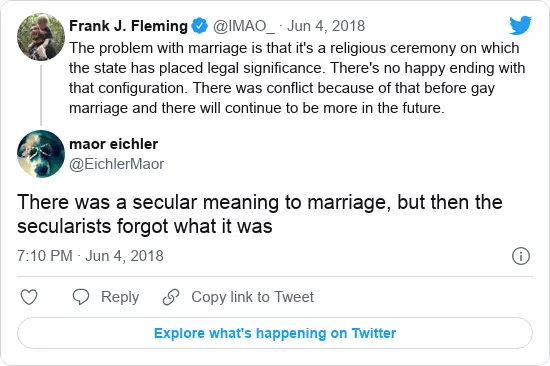 Frank J. Fleming @IMAO_ · Jun 4, 2018
The problem with marriage is that it's a religious ceremony on which
the state has placed legal significance. There's no happy ending with
that configuration. There was conflict because of that before gay
marriage and there will continue to be more in the future.
maor eichler
@EichlerMaor
There was a secular meaning to marriage, but then the
secularists forgot what it was
7:10 PM · Jun 4, 2018
Reply Copy link to Tweet
Explore what's happening on Twitter